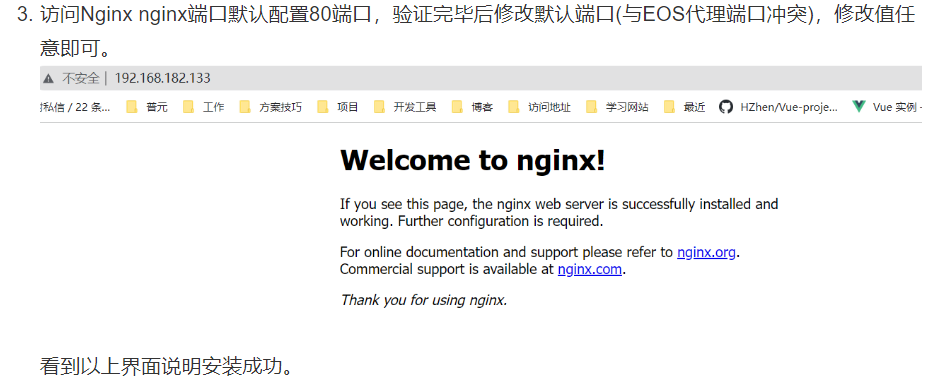 3. 访问Nginx nginx端口默认配置80端口，验证完毕后修改默认端口(与EOS代理端口冲突)，修改值任
意即可。
不安全 | 192.168.182.133
私信 / 22 条... 普元 工作 方案技巧 项目 开发工具 博客 访问地址 学习网站 最近 HZhen/Vue-proje... Vue 实例 -
Welcome to nginx!
If you see this page, the nginx web server is successfully installed and
working. Further configuration is required.
For online documentation and support please refer to nginx.org.
Commercial support is available at nginx.com.
Thank you for using nginx.
看到以上界面说明安装成功。